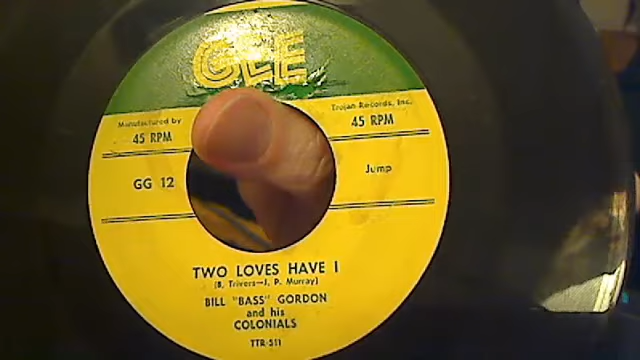 GEE
Manufactured by
Trojan Records, Inc.
45 RPM
45 RPM
GG 12
Jump
TWO LOVES HAVE I
(B. Trivers—J. P. Murray)
BILL "BASS" GORDON
and his
COLONIALS
TTR-511